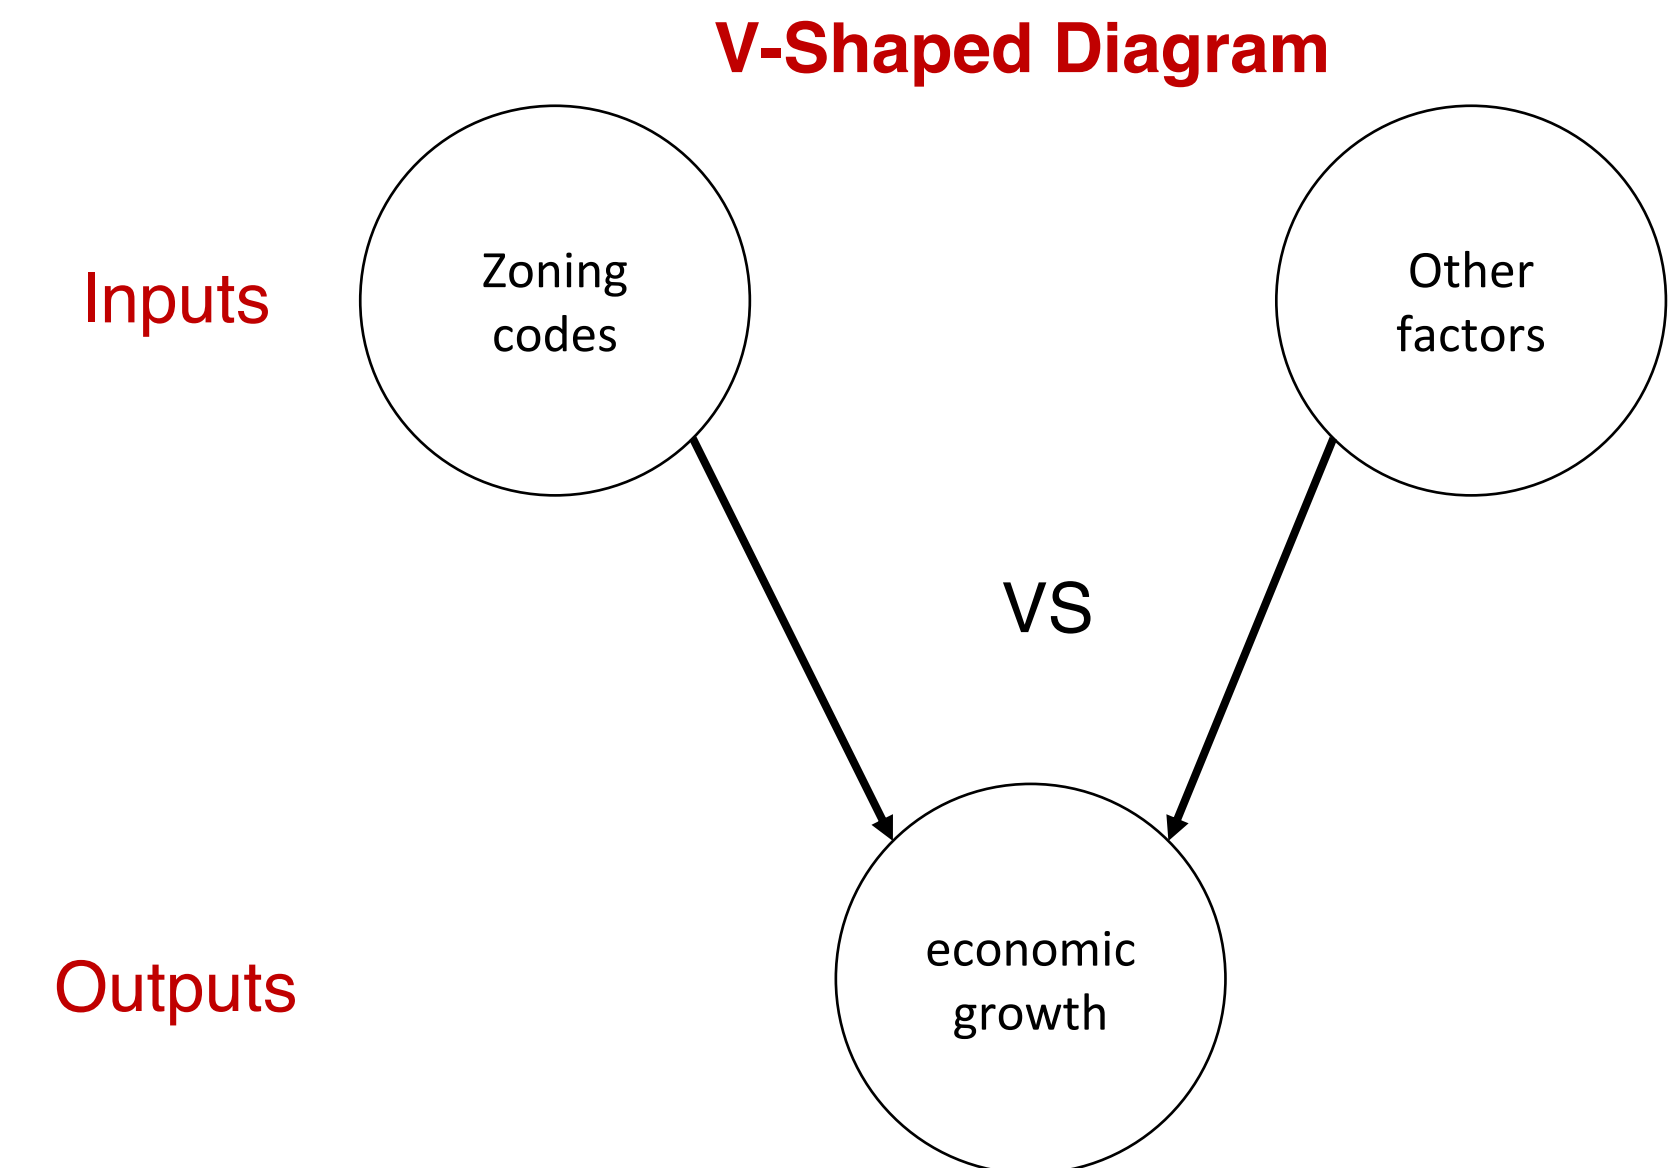 V-Shaped Diagram
Inputs
Zoning
codes
Other
factors
VS
Outputs
economic
growth